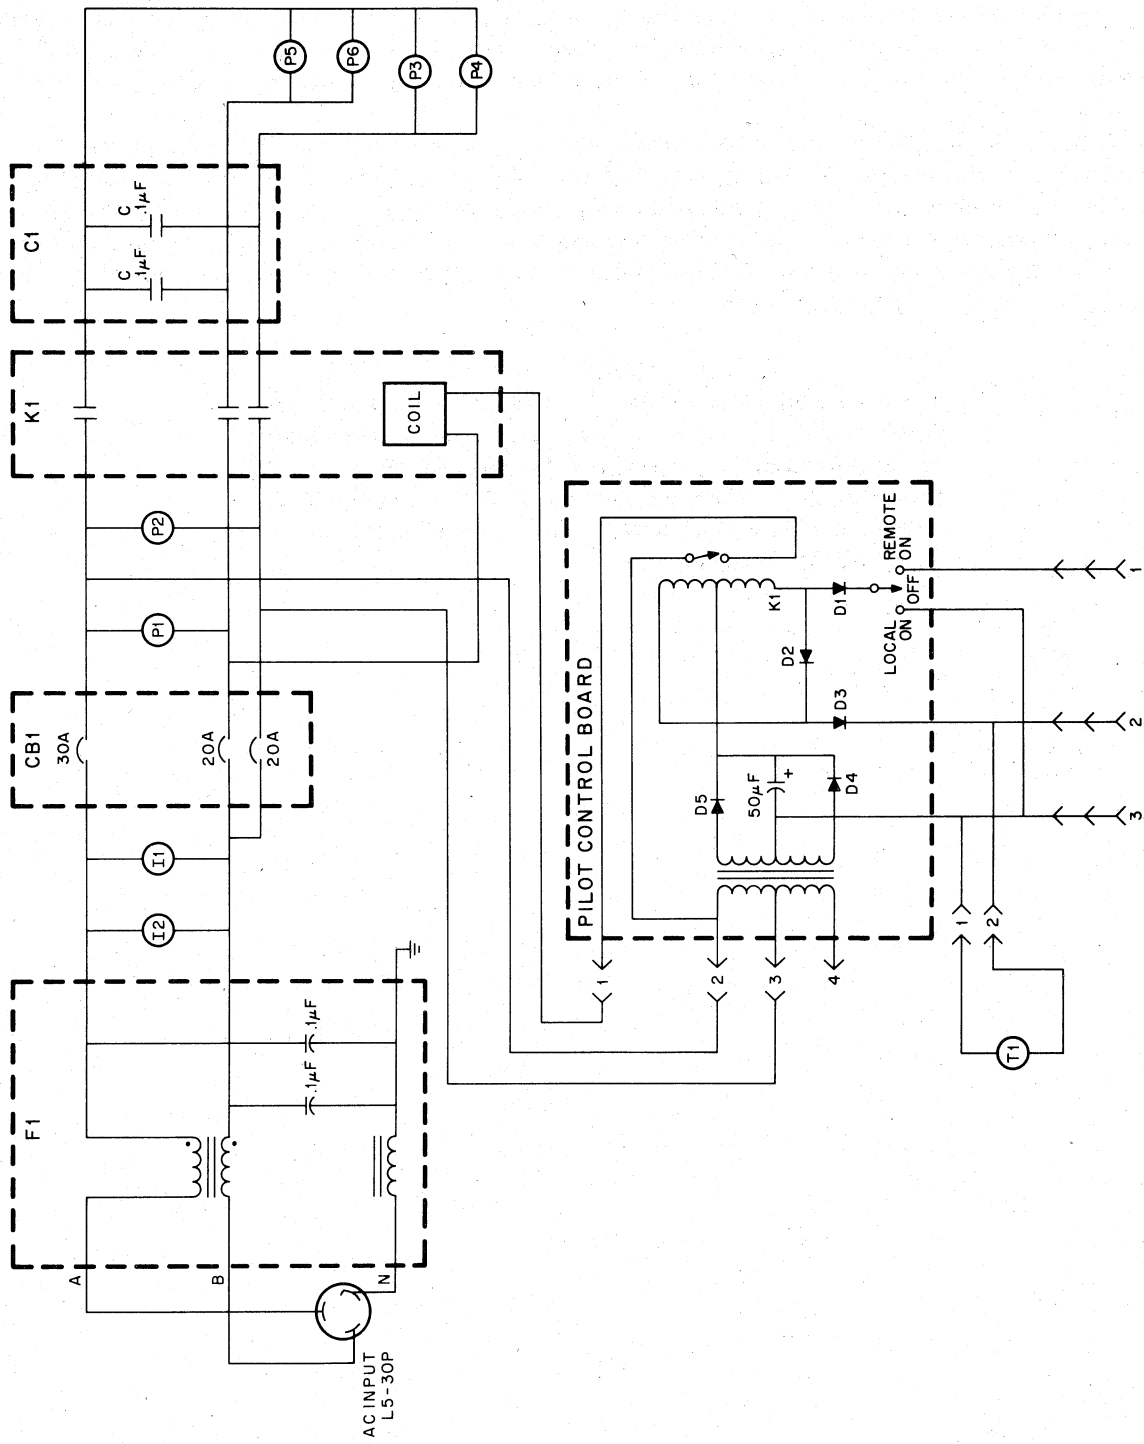 P5
P6
P3
P4
C1
C
.1μF
C
.1μF
K1
COIL
P2
P1
CB1
30A
20A
20A
I1
I2
F1
.1μF
.1μF
A
B
N
AC INPUT
L5-30P
PILOT CONTROL BOARD
K1
D1
D2
D3
D4
D5
50μF
+
REMOTE
ON
OFF
LOCAL
ON
1
2
3
4
1
2
3
1
2
T1